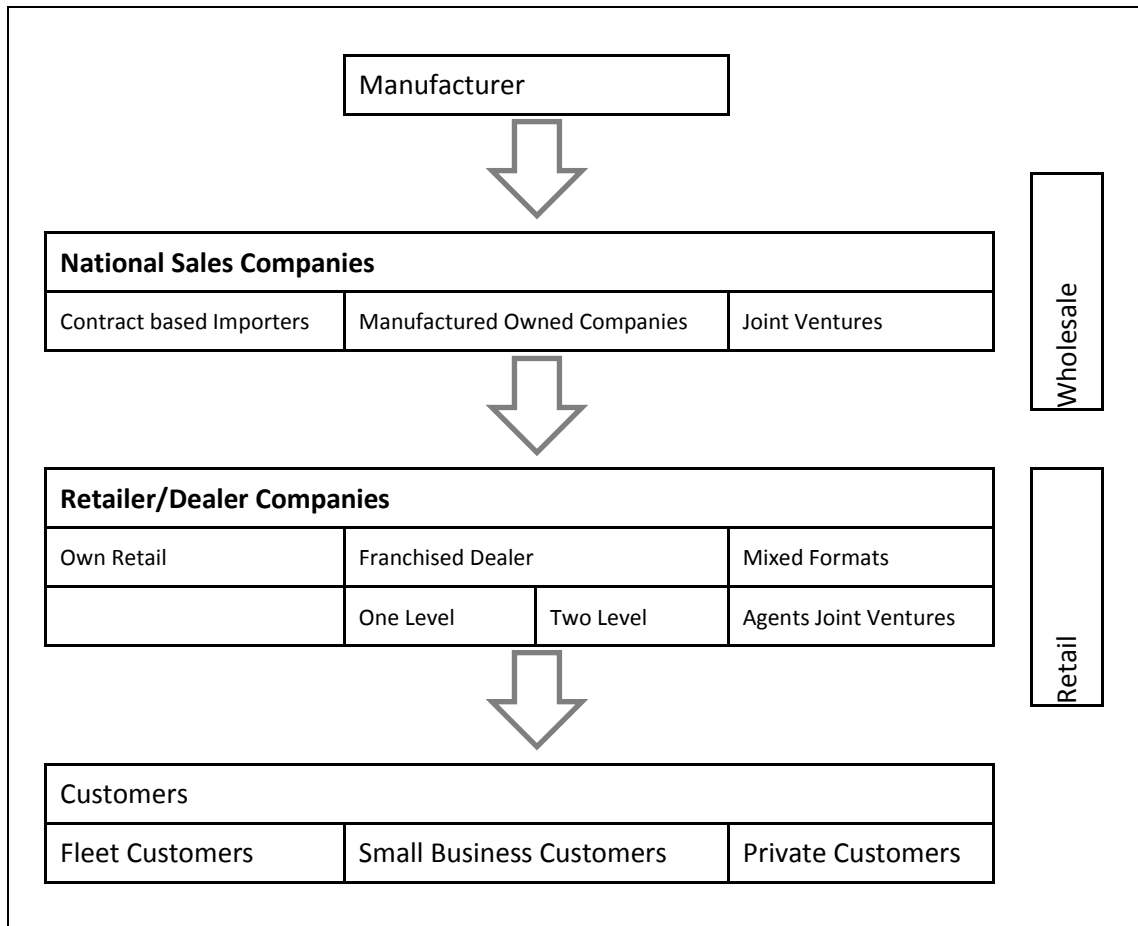 Manufacturer
National Sales Companies
Contract based Importers
Manufactured Owned Companies
Joint Ventures
Wholesale
Retailer/Dealer Companies
Own Retail
Franchised Dealer
Mixed Formats
One Level
Two Level
Agents Joint Ventures
Retail
Customers
Fleet Customers
Small Business Customers
Private Customers